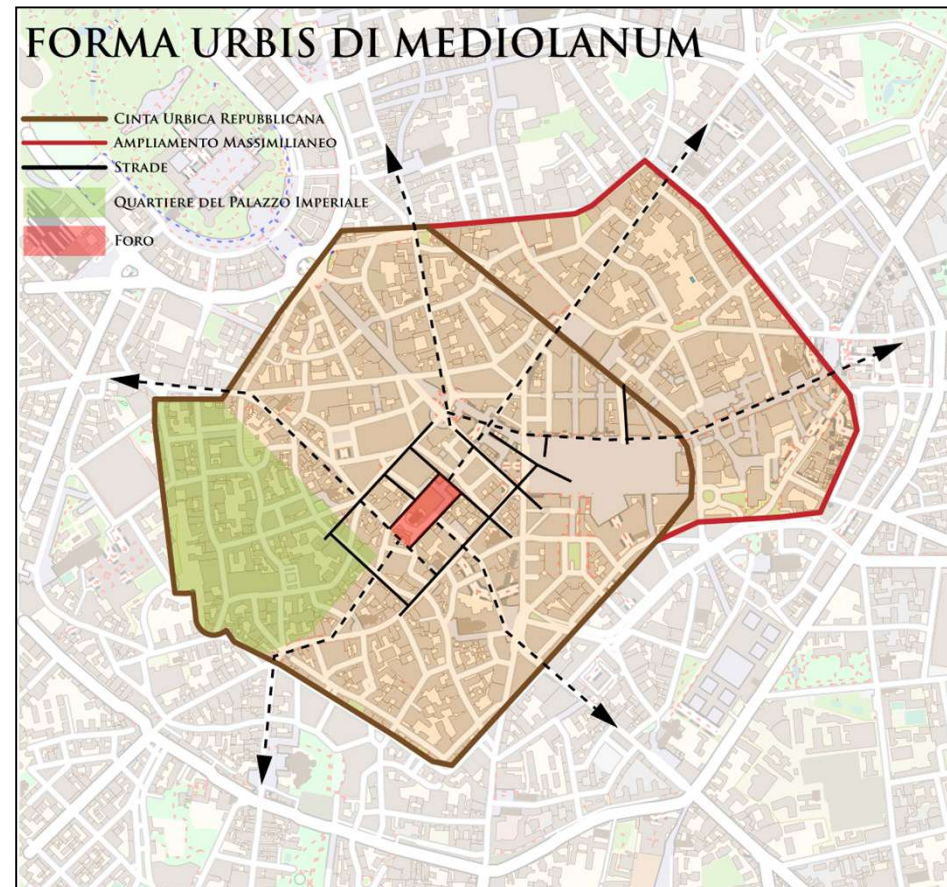 FORMA URBIS DI MEDIOLANUM
CINTA URBICA REPUBBLICANA
AMPLIAMENTO MASSIMILIANEO
STRADE
QUARTIERE DEL PALAZZO IMPERIALE
FORO